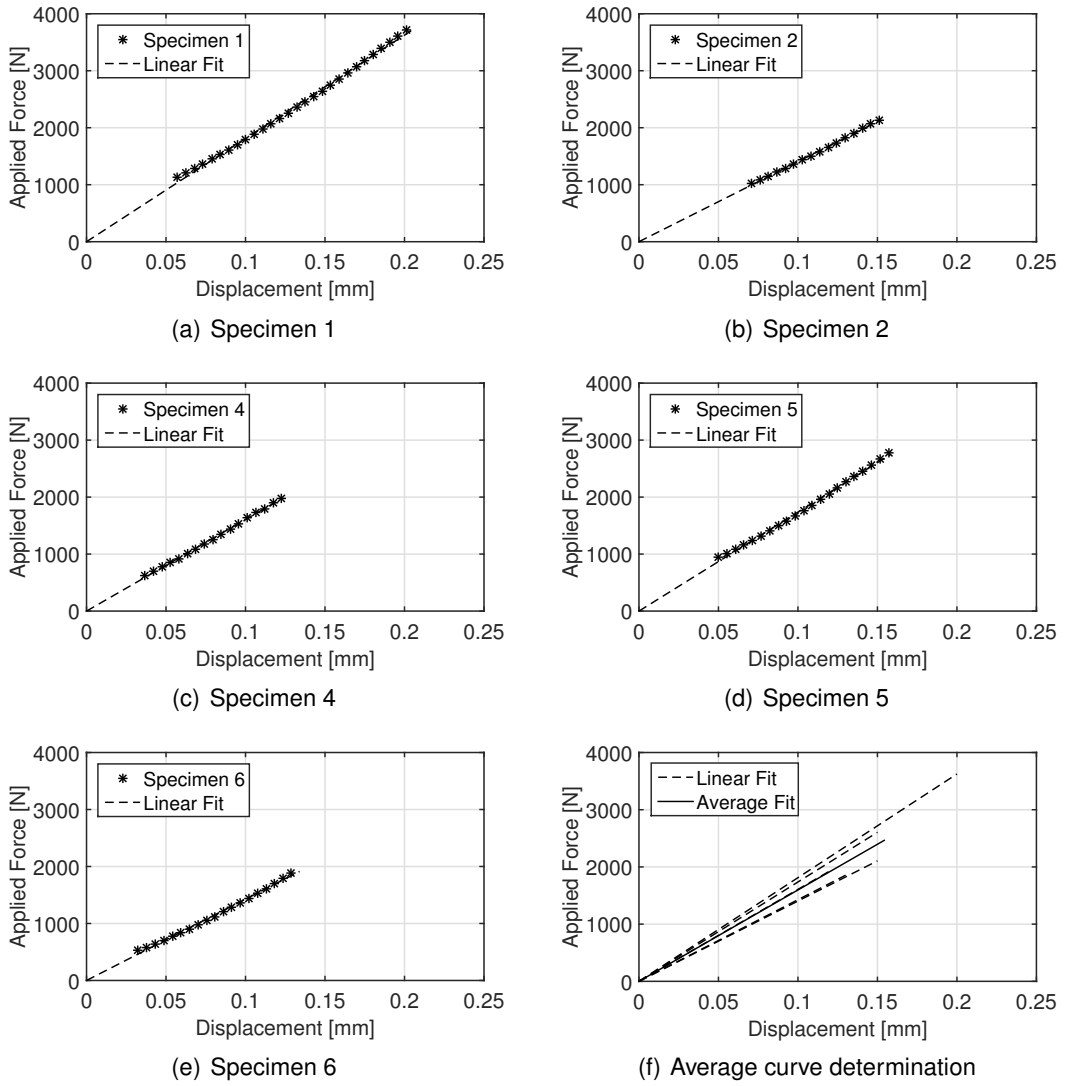 Applied Force [N]
4000
3000
2000
1000
0
Specimen 1
Linear Fit
0 0.05 0.1 0.15 0.2 0.25
Displacement [mm]
(a) Specimen 1
Applied Force [N]
4000
3000
2000
1000
0
Specimen 2
Linear Fit
0 0.05 0.1 0.15 0.2 0.25
Displacement [mm]
(b) Specimen 2
Applied Force [N]
4000
3000
2000
1000
0
Specimen 4
Linear Fit
0 0.05 0.1 0.15 0.2 0.25
Displacement [mm]
(c) Specimen 4
Applied Force [N]
4000
3000
2000
1000
0
Specimen 5
Linear Fit
0 0.05 0.1 0.15 0.2 0.25
Displacement [mm]
(d) Specimen 5
Applied Force [N]
4000
3000
2000
1000
0
Specimen 6
Linear Fit
0 0.05 0.1 0.15 0.2 0.25
Displacement [mm]
(e) Specimen 6
Applied Force [N]
4000
3000
2000
1000
0
Linear Fit
Average Fit
0 0.05 0.1 0.15 0.2 0.25
Displacement [mm]
(f) Average curve determination